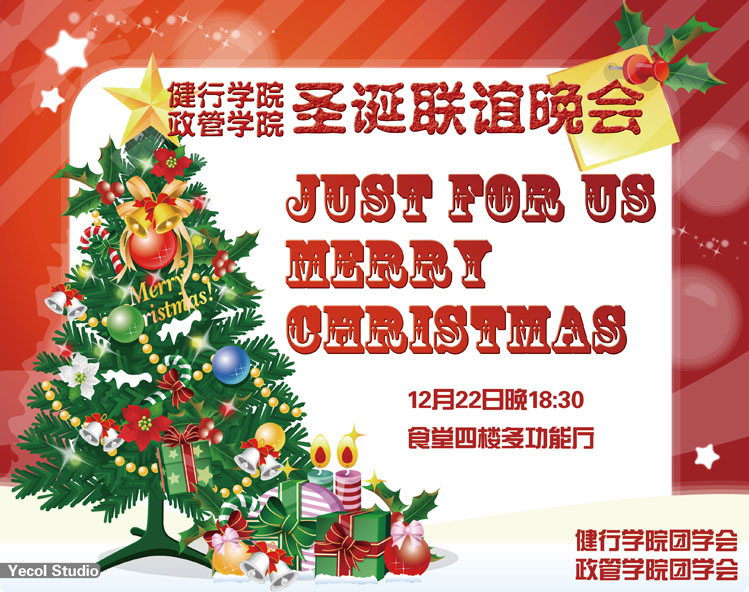 健行学院
政管学院
圣诞联谊晚会
JUST FOR US
MERRY
CHRISTMAS
Merry
Christmas!
12月22日晚18:30
食堂四楼多功能厅
健行学院团学会
政管学院团学会
Yecol Studio